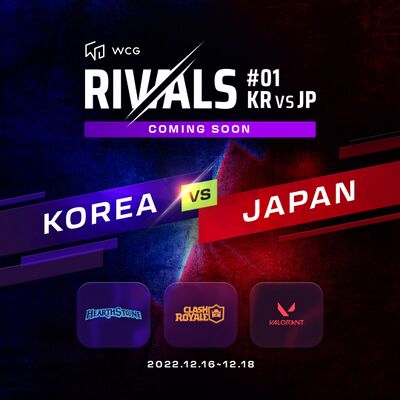 WCG
RIVALS
#01
KR VS JP
COMING SOON
KOREA
VS
JAPAN
HEARTHSTONE
CLASH
ROYALE
VALORANT
2022.12.16~12.18